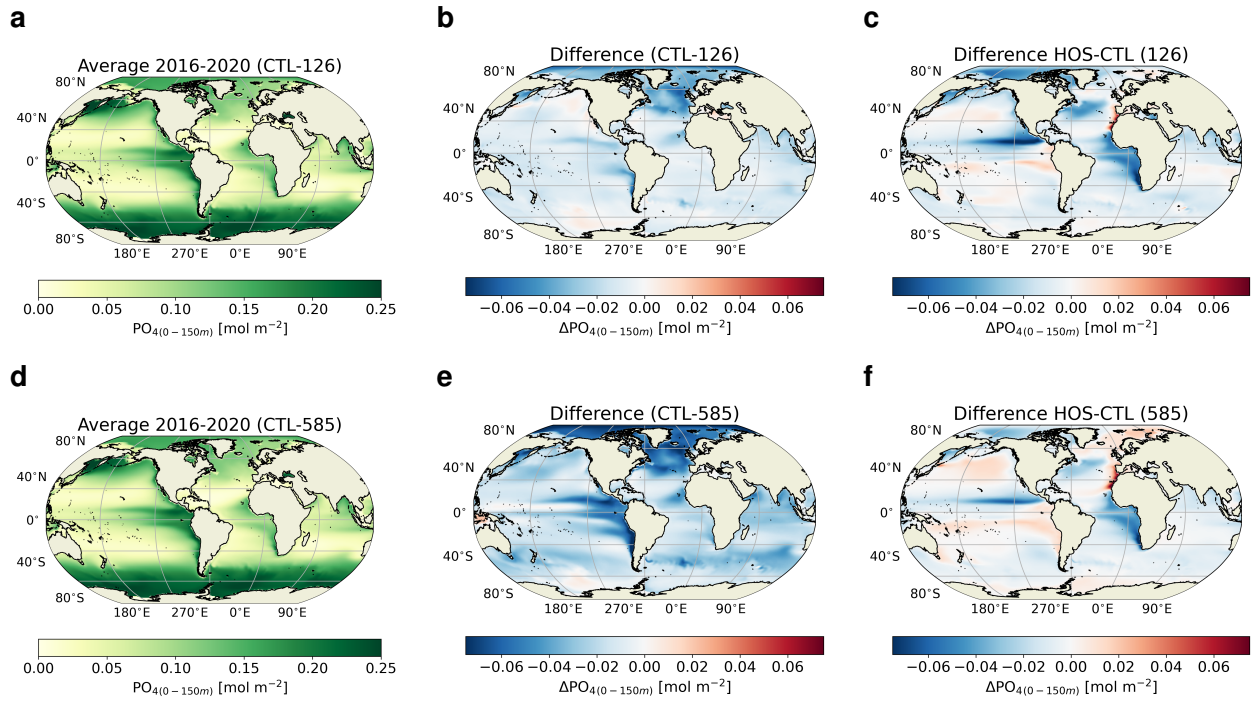 a
Average 2016-2020 (CTL-126)
80°N
40°N
0°
40°S
80°S
180°E 270°E 0°E 90°E
0.00 0.05 0.10 0.15 0.20 0.25
PO₄₍₀₋₁₅₀ₘ₎ [mol m⁻²]
b
Difference (CTL-126)
80°N
40°N
0°
40°S
80°S
180°E 270°E 0°E 90°E
−0.06 −0.04 −0.02 0.00 0.02 0.04 0.06
ΔPO₄₍₀₋₁₅₀ₘ₎ [mol m⁻²]
c
Difference HOS-CTL (126)
80°N
40°N
0°
40°S
80°S
180°E 270°E 0°E 90°E
−0.06 −0.04 −0.02 0.00 0.02 0.04 0.06
ΔPO₄₍₀₋₁₅₀ₘ₎ [mol m⁻²]
d
Average 2016-2020 (CTL-585)
80°N
40°N
0°
40°S
80°S
180°E 270°E 0°E 90°E
0.00 0.05 0.10 0.15 0.20 0.25
PO₄₍₀₋₁₅₀ₘ₎ [mol m⁻²]
e
Difference (CTL-585)
80°N
40°N
0°
40°S
80°S
180°E 270°E 0°E 90°E
−0.06 −0.04 −0.02 0.00 0.02 0.04 0.06
ΔPO₄₍₀₋₁₅₀ₘ₎ [mol m⁻²]
f
Difference HOS-CTL (585)
80°N
40°N
0°
40°S
80°S
180°E 270°E 0°E 90°E
−0.06 −0.04 −0.02 0.00 0.02 0.04 0.06
ΔPO₄₍₀₋₁₅₀ₘ₎ [mol m⁻²]